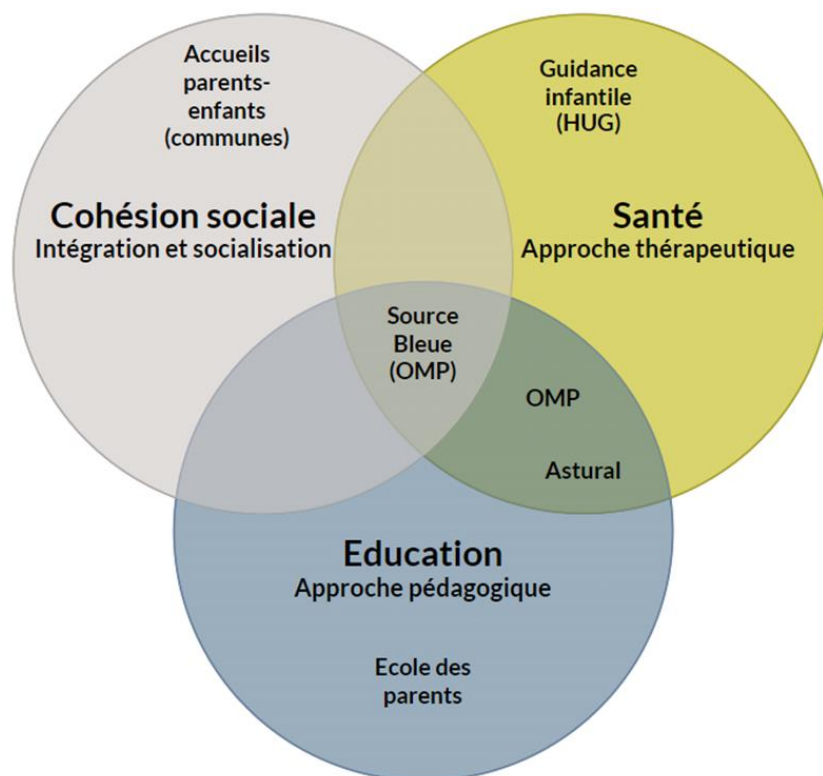 Accueils
parents-
enfants
(communes)
Cohésion sociale
Intégration et socialisation
Guidance
infantile
(HUG)
Santé
Approche thérapeutique
Source
Bleue
(OMP)
OMP
Astural
Education
Approche pédagogique
Ecole des
parents